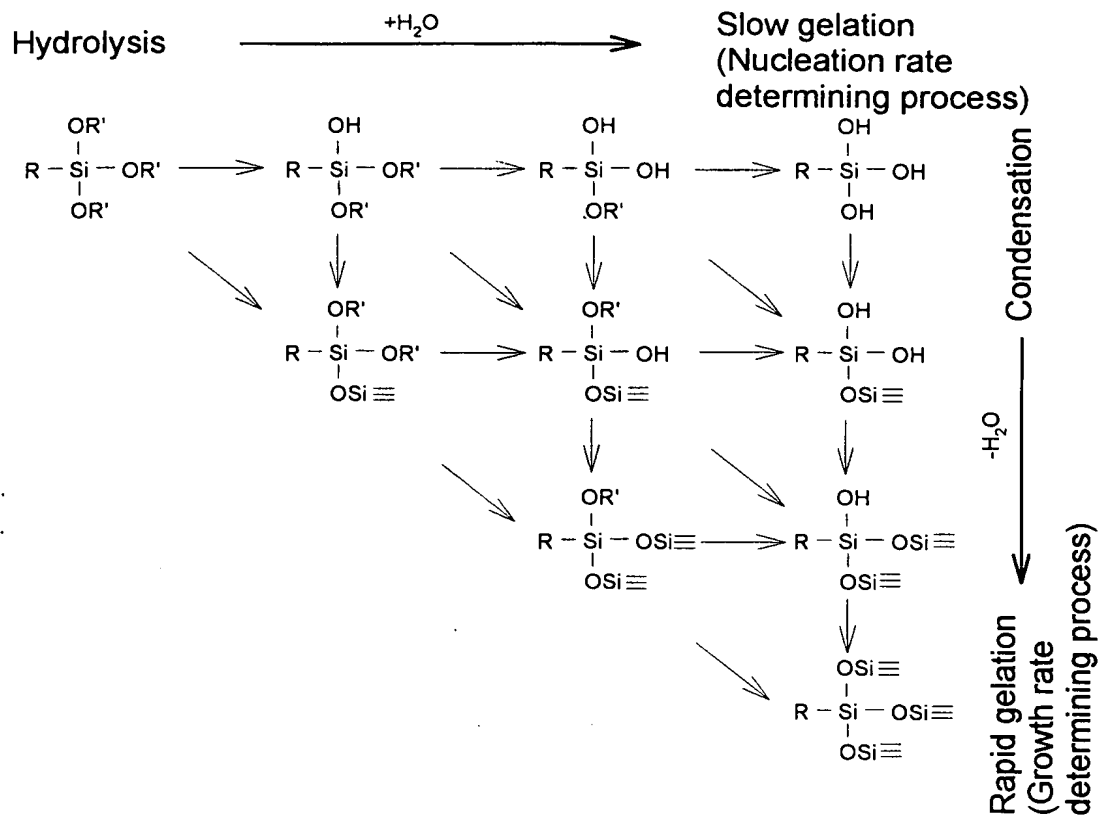 Hydrolysis
+H₂O
Slow gelation
(Nucleation rate
determining process)
OR' OH OH OH
R – Si – OR' R – Si – OR' R – Si – OH R – Si – OH
OR' OR' OR' OH
OR' OR' OH
R – Si – OR' R – Si – OH R – Si – OH
OSi≡ OSi≡ OSi≡
OR' OH
R – Si – OSi≡ R – Si – OSi≡
OSi≡ OSi≡
OSi≡
R – Si – OSi≡
OSi≡
Condensation
-H₂O
Rapid gelation
(Growth rate
determining process)